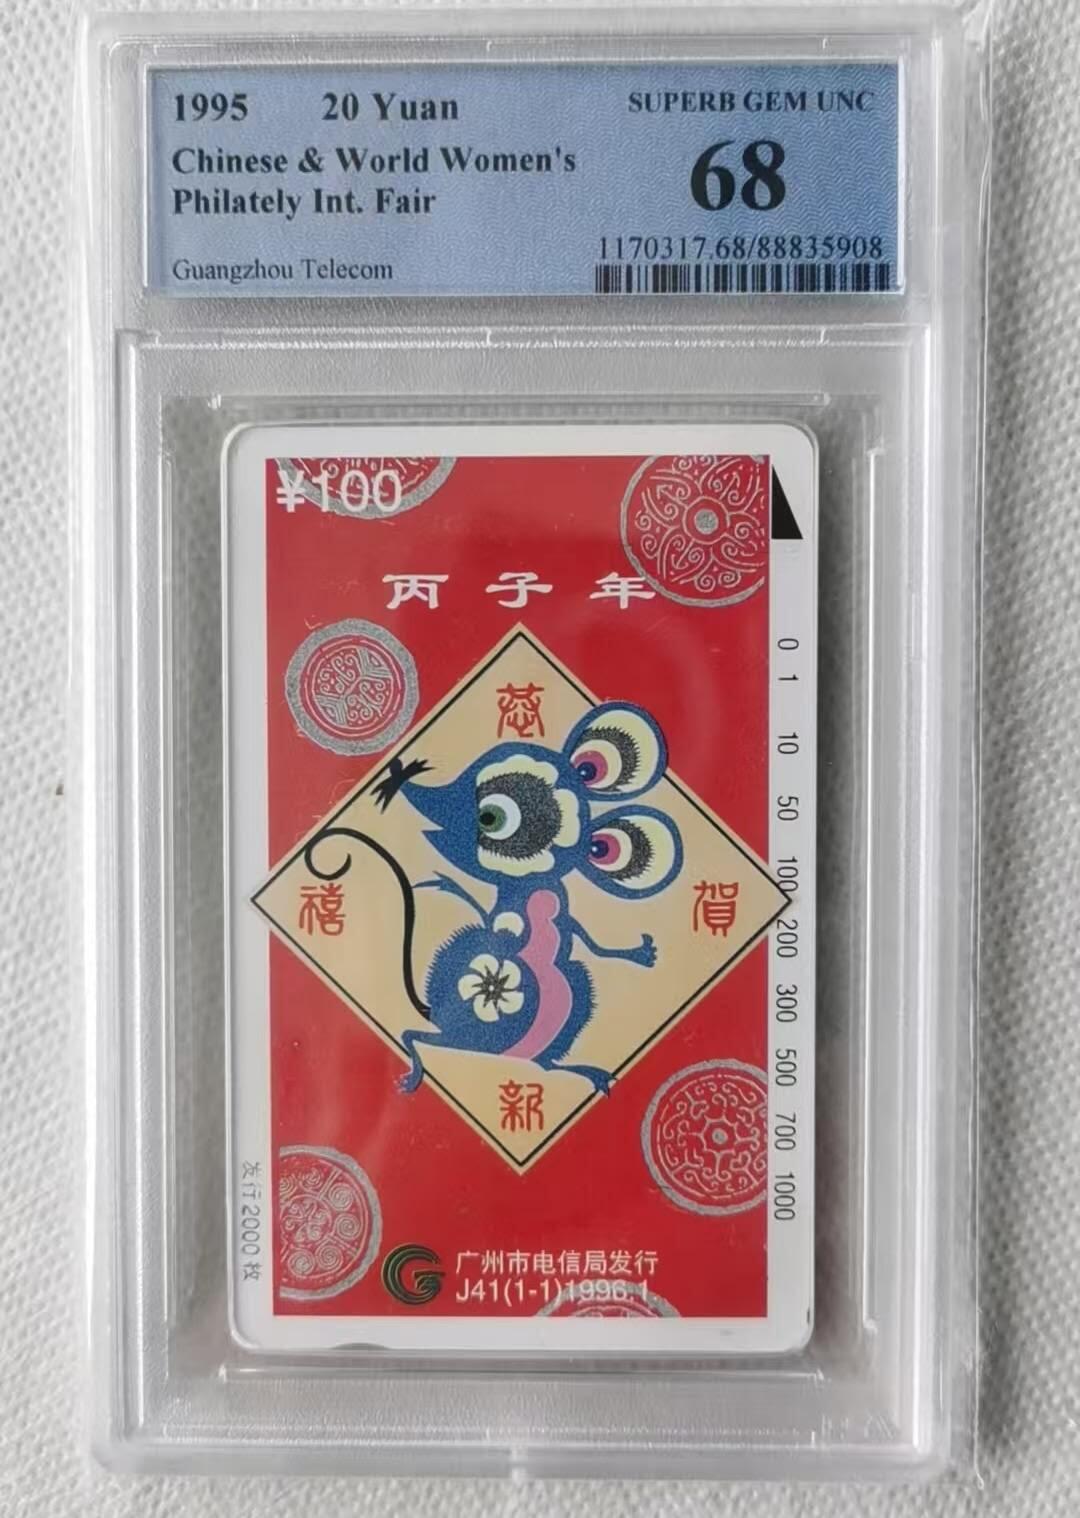 1995 20 Yuan
SUPERB GEM UNC
Chinese & World Women's
Philately Int. Fair
68
Guangzhou Telecom
1170317.68/88835908
¥100
丙子年
恭
禧
賀
新
0 1 10 50 100 200 300 500 700 1000
发行2000枚
广州市电信局发行
J41(1-1)1996.1.